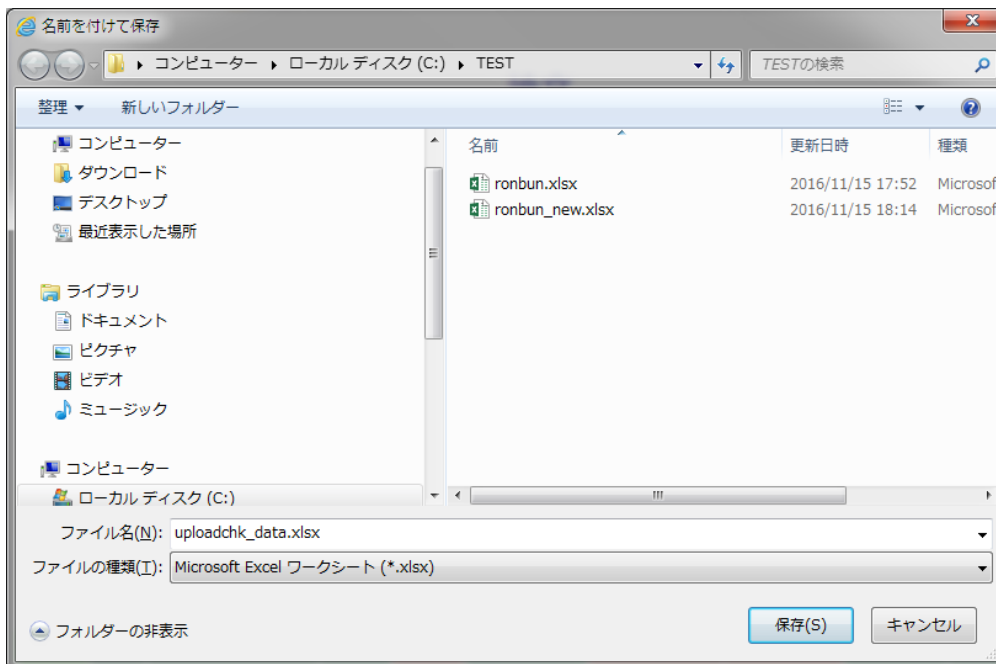 名前を付けて保存
コンピューター ▸ ローカル ディスク (C:) ▸ TEST
TESTの検索
整理 ▼ 新しいフォルダー
コンピューター
ダウンロード
デスクトップ
最近表示した場所
ライブラリ
ドキュメント
ピクチャ
ビデオ
ミュージック
コンピューター
ローカル ディスク (C:)
名前 更新日時 種類
ronbun.xlsx 2016/11/15 17:52 Microsof
ronbun_new.xlsx 2016/11/15 18:14 Microsof
ファイル名(N): uploadchk_data.xlsx
ファイルの種類(T): Microsoft Excel ワークシート (*.xlsx)
フォルダーの非表示
保存(S) キャンセル